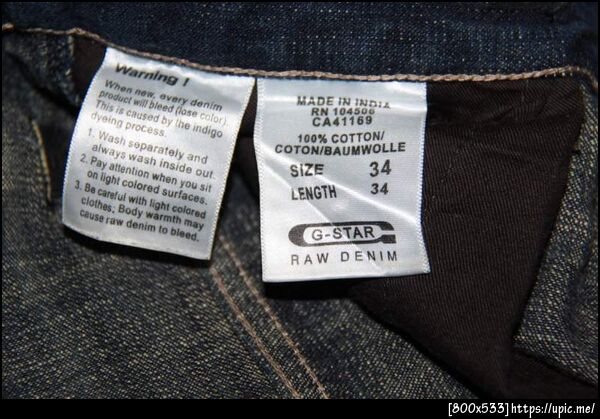 Warning !
When new, every denim
product will bleed (lose color).
This is caused by the indigo
dyeing process.
1. Wash separately and
always wash inside out.
2. Pay attention when you sit
on light colored surfaces.
3. Be careful with light colored
clothes; Body warmth may
cause raw denim to bleed.
MADE IN INDIA
RN 104506
CA41169
100% COTTON/
COTON/BAUMWOLLE
SIZE 34
LENGTH 34
G-STAR
RAW DENIM
[800x533]https://upic.me/